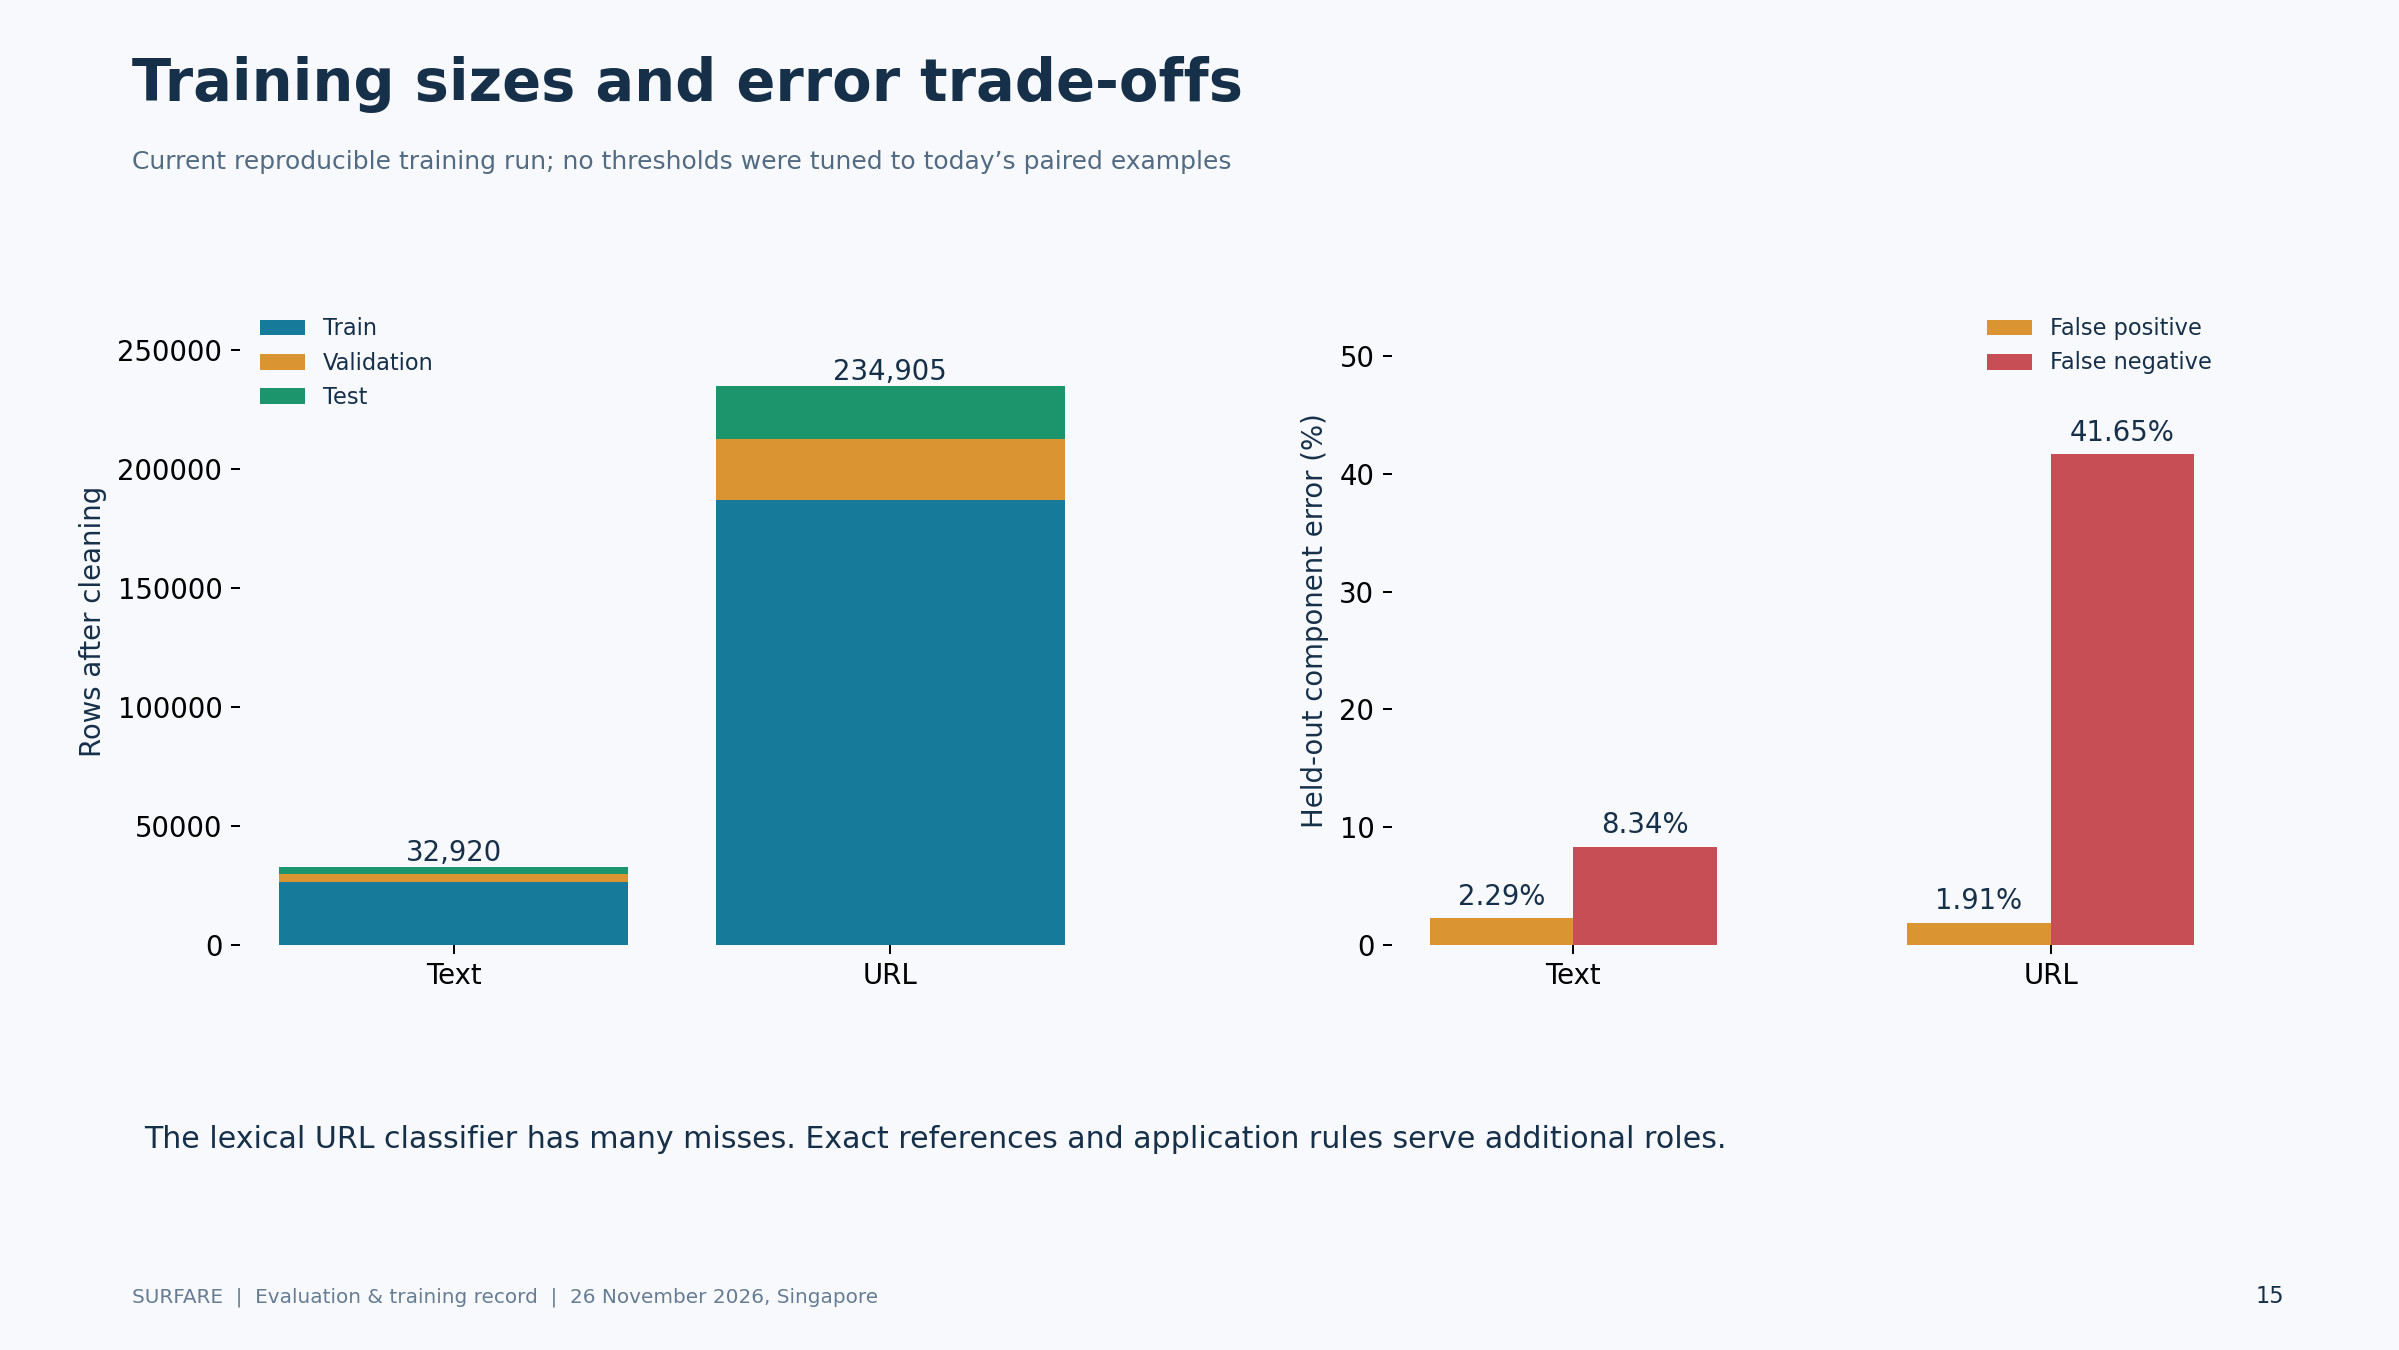 Training sizes and error trade-offs
Current reproducible training run; no thresholds were tuned to today’s paired examples
Train
Validation
Test
Rows after cleaning
250000
200000
150000
100000
50000
0
32,920
234,905
Text
URL
False positive
False negative
Held-out component error (%)
50
40
30
20
10
0
2.29%
8.34%
1.91%
41.65%
Text
URL
The lexical URL classifier has many misses. Exact references and application rules serve additional roles.
SURFARE | Evaluation & training record | 26 November 2026, Singapore
15